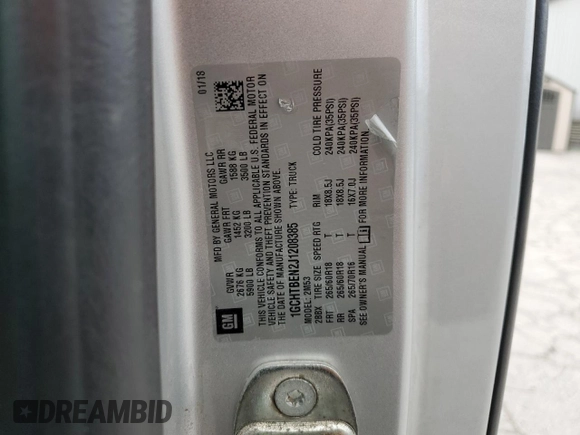 MFD BY GENERAL MOTORS LLC 01/18
GVWR GAWR FRT GAWR RR
2676 KG 1452 KG 1588 KG
5900 LB 3200 LB 3500 LB
THIS VEHICLE CONFORMS TO ALL APPLICABLE U.S. FEDERAL MOTOR
VEHICLE SAFETY AND THEFT PREVENTION STANDARDS IN EFFECT ON
THE DATE OF MANUFACTURE SHOWN ABOVE.
1GCHTBEN2J1208385 TYPE: TRUCK
MODEL: 2M53
2BBX TIRE SIZE SPEED RTG RIM COLD TIRE PRESSURE
FRT 265/60R18 T 18X8.5J 240KPA(35PSI)
RR 265/60R18 T 18X8.5J 240KPA(35PSI)
SPA 265/70R16 T 16X7.0J 240KPA(35PSI)
SEE OWNER'S MANUAL FOR MORE INFORMATION.
GM
DREAMBID